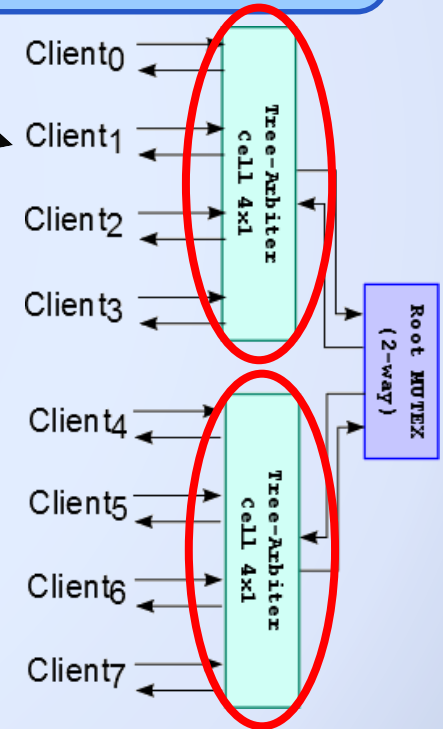 Client0
Client1
Client2
Client3
Tree-Arbiter
Cell 4x1
Root MUTEX
(2-way)
Client4
Client5
Client6
Client7
Tree-Arbiter
Cell 4x1